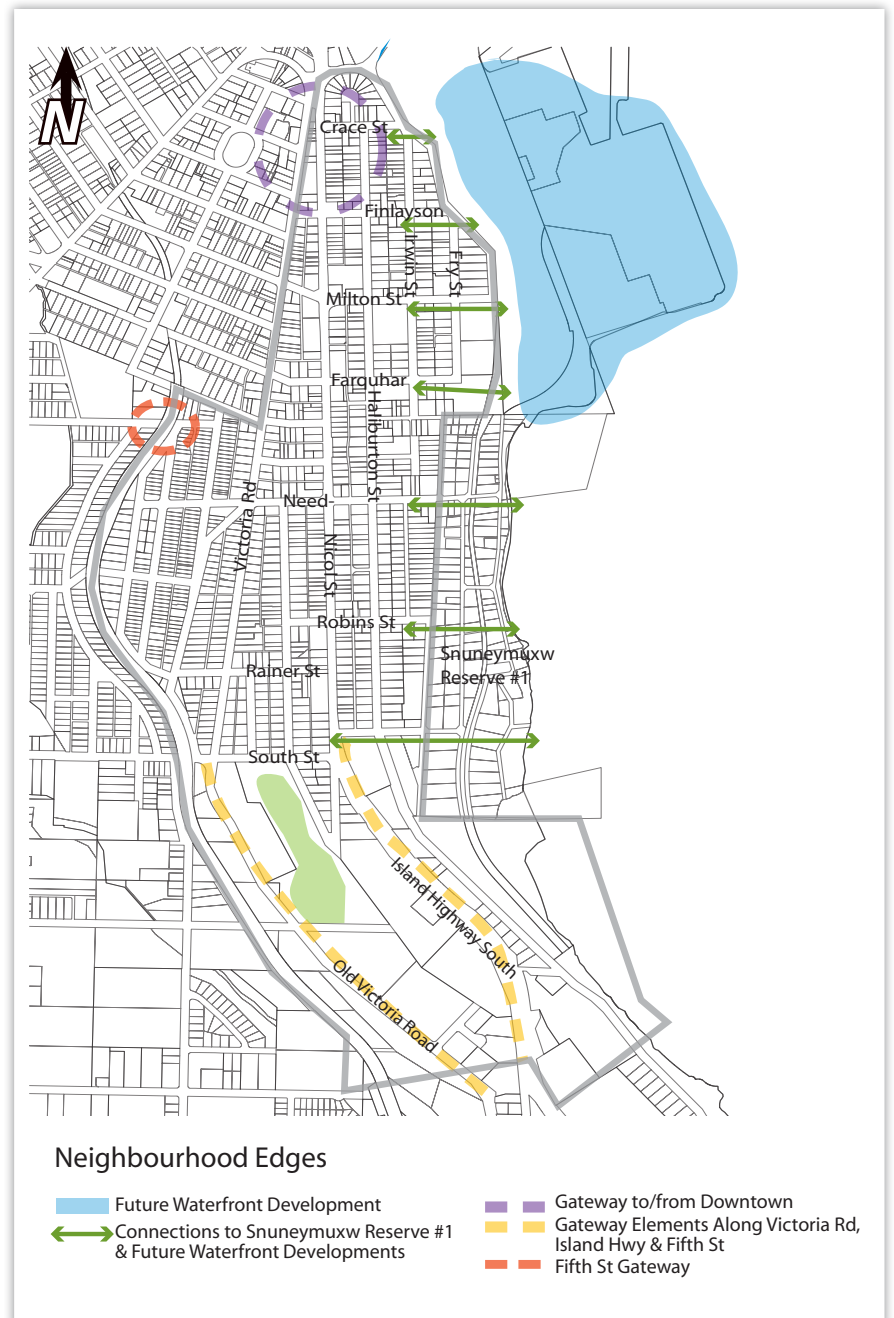 N
Crace St
Finlayson
Irwin St
Fry St
Milton St
Farquhar
Haliburton St
Need-
Victoria Rd
Nicol St
Robins St
Snuneymuxw
Reserve #1
Rainer St
South St
Island Highway South
Old Victoria Road
Neighbourhood Edges
Future Waterfront Development
Connections to Snuneymuxw Reserve #1
& Future Waterfront Developments
Gateway to/from Downtown
Gateway Elements Along Victoria Rd,
Island Hwy & Fifth St
Fifth St Gateway